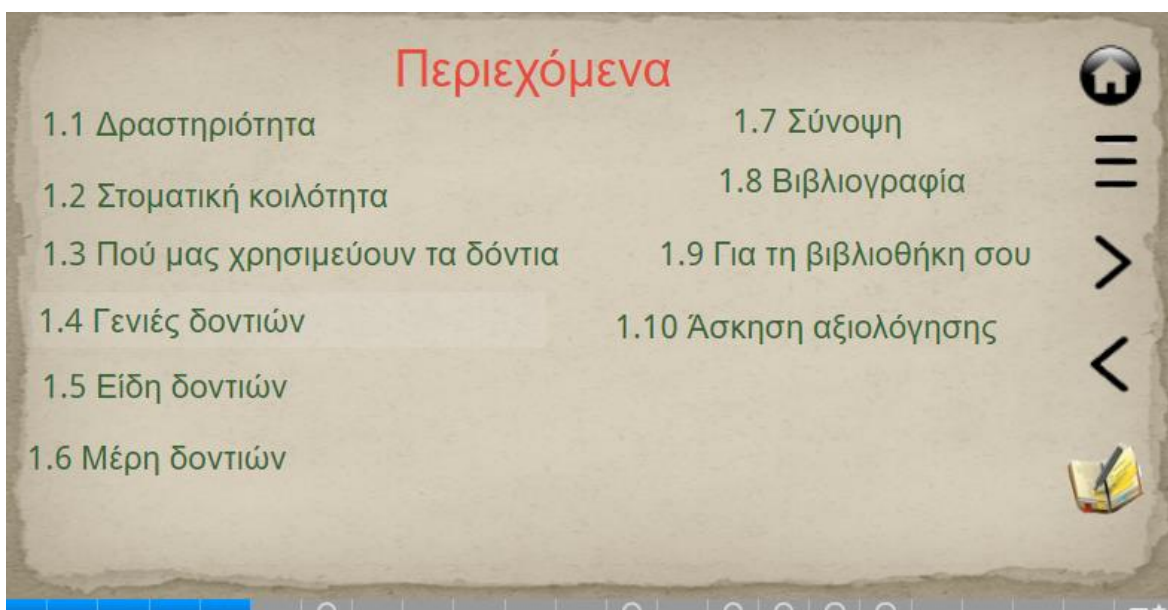 Περιεχόμενα
1.1 Δραστηριότητα
1.2 Στοματική κοιλότητα
1.3 Πού μας χρησιμεύουν τα δόντια
1.4 Γενιές δοντιών
1.5 Είδη δοντιών
1.6 Μέρη δοντιών
1.7 Σύνοψη
1.8 Βιβλιογραφία
1.9 Για τη βιβλιοθήκη σου
1.10 Άσκηση αξιολόγησης